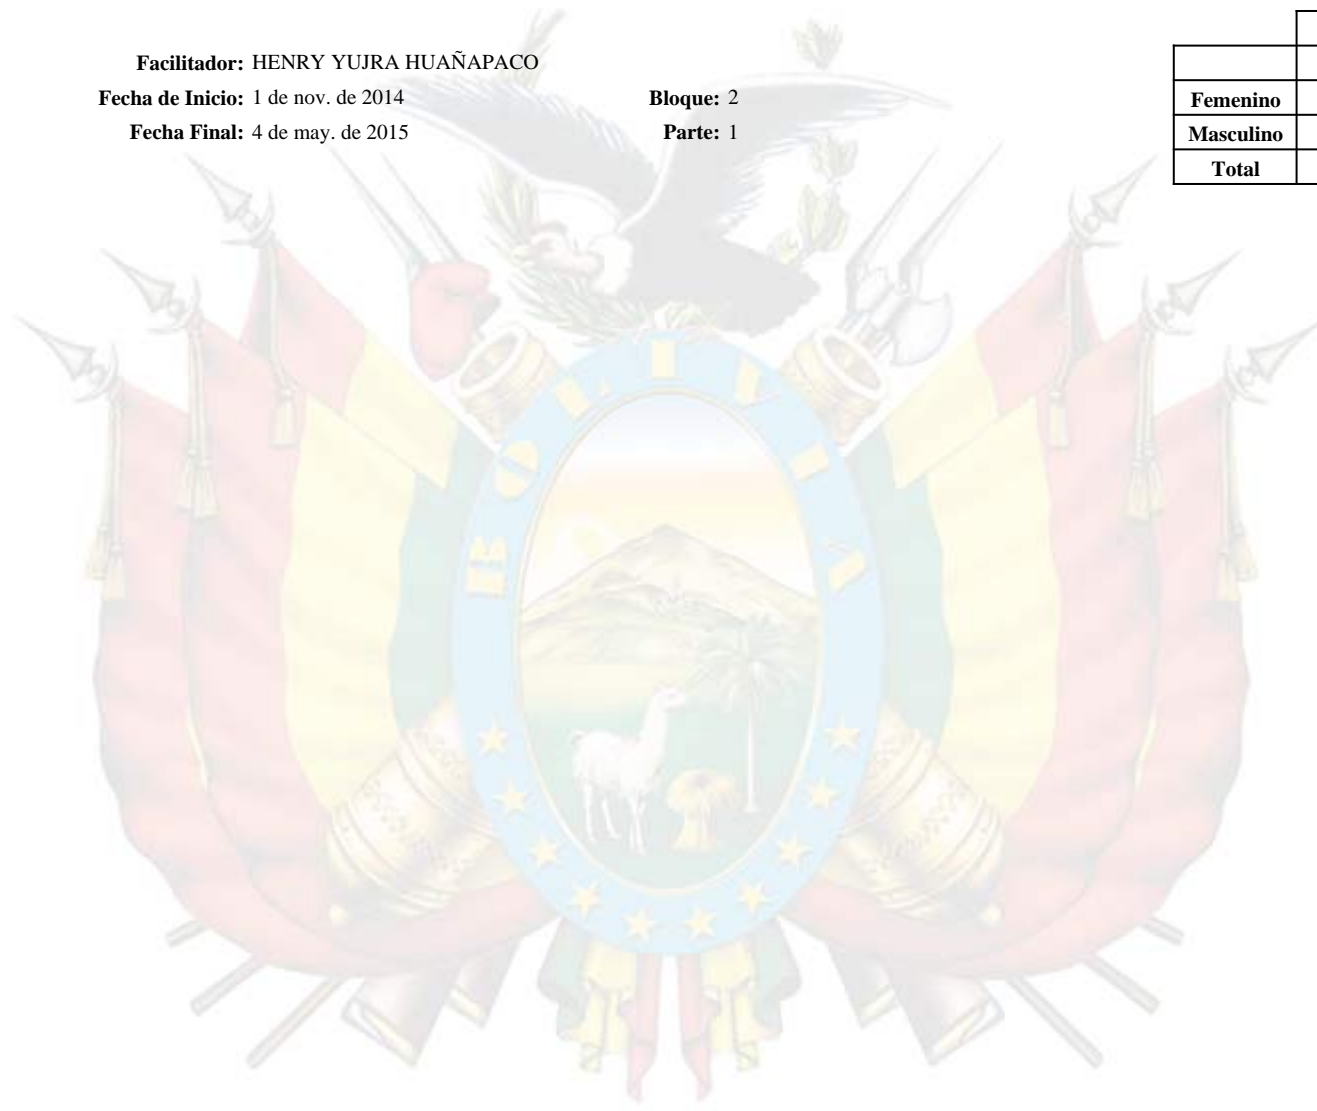 Facilitador: HENRY YUJRA HUAÑAPACO
Fecha de Inicio: 1 de nov. de 2014 Bloque: 2
Fecha Final: 4 de may. de 2015 Parte: 1
Femenino
Masculino
Total
BOLIVIA